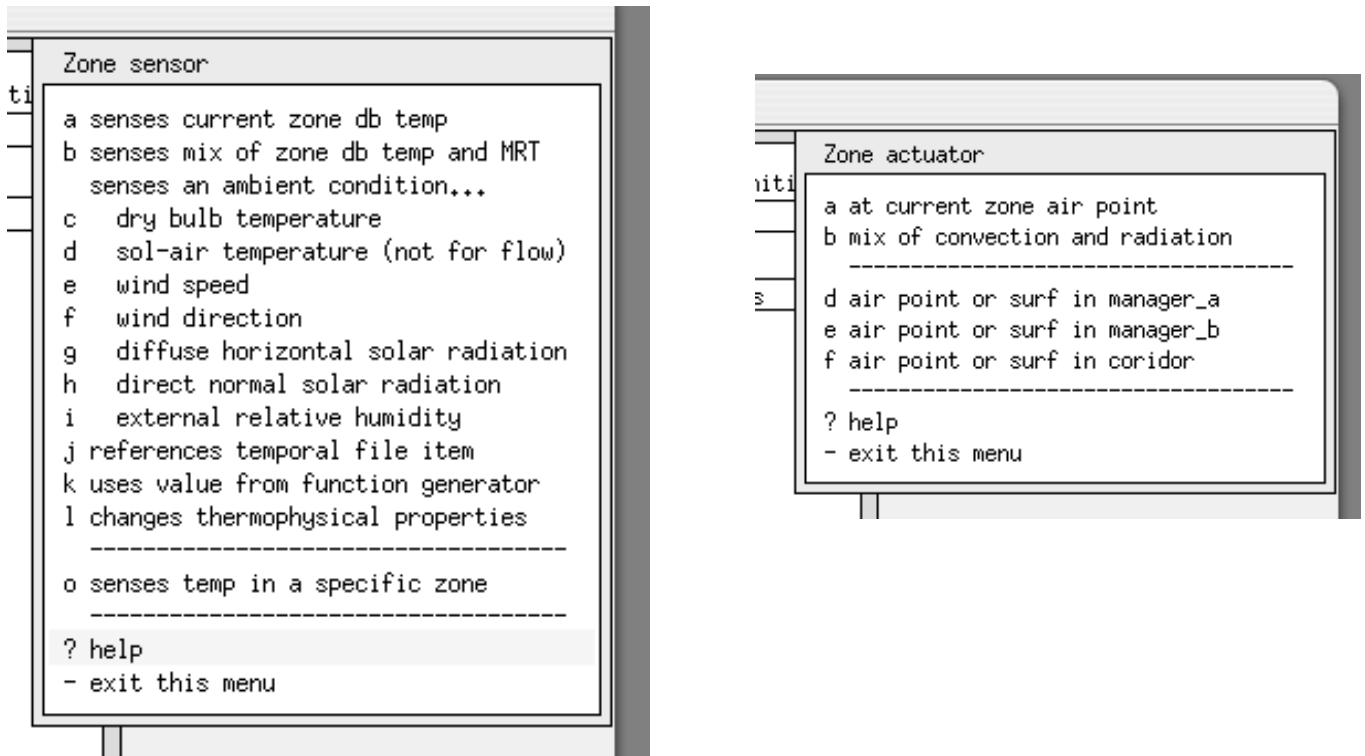 Zone sensor
ti
a senses current zone db temp
b senses mix of zone db temp and MRT
senses an ambient condition...
c dry bulb temperature
d sol-air temperature (not for flow)
e wind speed
f wind direction
g diffuse horizontal solar radiation
h direct normal solar radiation
i external relative humidity
j references temporal file item
k uses value from function generator
l changes thermophysical properties
------------------------------------
o senses temp in a specific zone
------------------------------------
? help
- exit this menu
Zone actuator
niti
a at current zone air point
b mix of convection and radiation
------------------------------------
s
d air point or surf in manager_a
e air point or surf in manager_b
f air point or surf in coridor
------------------------------------
? help
- exit this menu